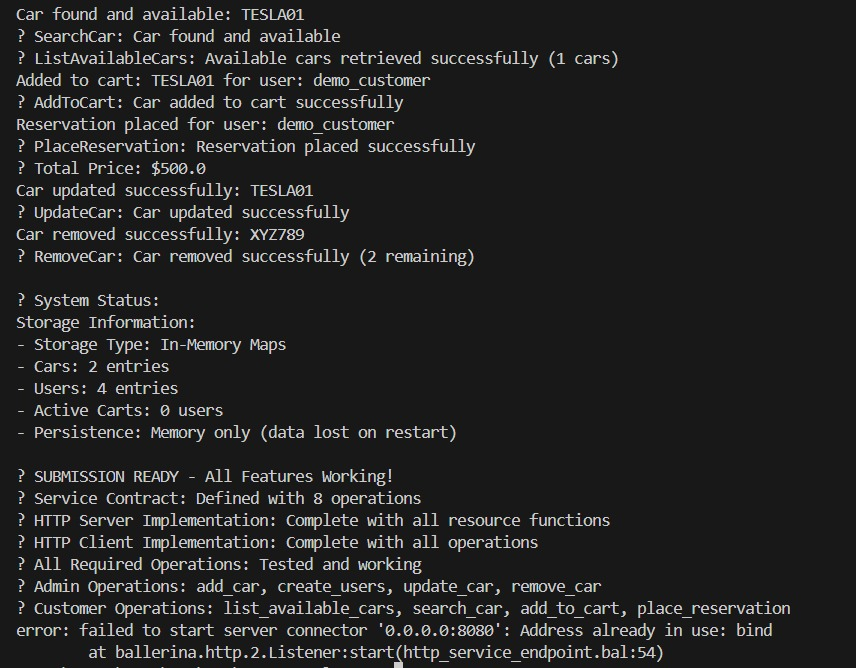 Car found and available: TESLA01
? SearchCar: Car found and available
? ListAvailableCars: Available cars retrieved successfully (1 cars)
Added to cart: TESLA01 for user: demo_customer
? AddToCart: Car added to cart successfully
Reservation placed for user: demo_customer
? PlaceReservation: Reservation placed successfully
? Total Price: $500.0
Car updated successfully: TESLA01
? UpdateCar: Car updated successfully
Car removed successfully: XYZ789
? RemoveCar: Car removed successfully (2 remaining)
? System Status:
Storage Information:
- Storage Type: In-Memory Maps
- Cars: 2 entries
- Users: 4 entries
- Active Carts: 0 users
- Persistence: Memory only (data lost on restart)
? SUBMISSION READY - All Features Working!
? Service Contract: Defined with 8 operations
? HTTP Server Implementation: Complete with all resource functions
? HTTP Client Implementation: Complete with all operations
? All Required Operations: Tested and working
? Admin Operations: add_car, create_users, update_car, remove_car
? Customer Operations: list_available_cars, search_car, add_to_cart, place_reservation
error: failed to start server connector '0.0.0.0:8080': Address already in use: bind
at ballerina.http.2.Listener:start(http_service_endpoint.bal:54)